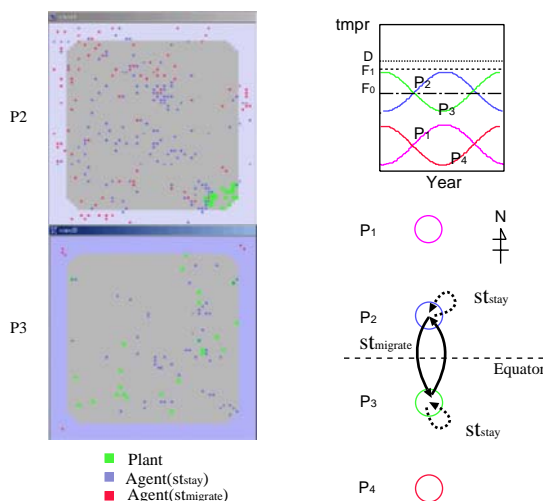 P2
P3
Plant
Agent(ststay)
Agent(stmigrate)
tmpr
D
F1
F0
P2
P3
P1
P4
Year
P1
N
P2
ststay
stmigrate
Equator
P3
ststay
P4